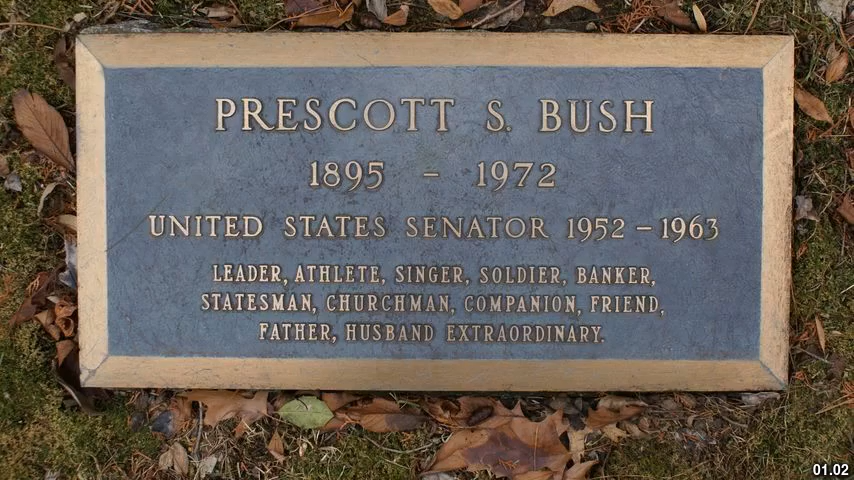 PRESCOTT S. BUSH
1895 – 1972
UNITED STATES SENATOR 1952 – 1963
LEADER, ATHLETE, SINGER, SOLDIER, BANKER,
STATESMAN, CHURCHMAN, COMPANION, FRIEND,
FATHER, HUSBAND EXTRAORDINARY.
01.02